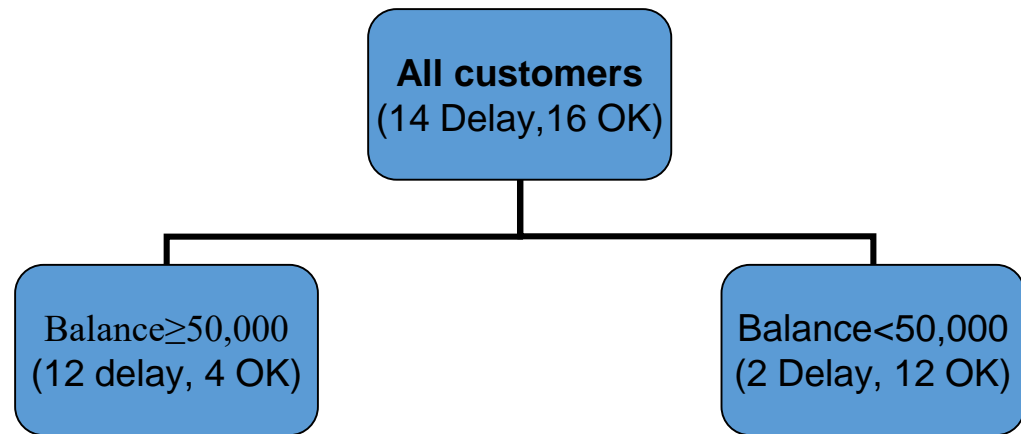 All customers
(14 Delay,16 OK)
Balance≥50,000
(12 delay, 4 OK)
Balance<50,000
(2 Delay, 12 OK)